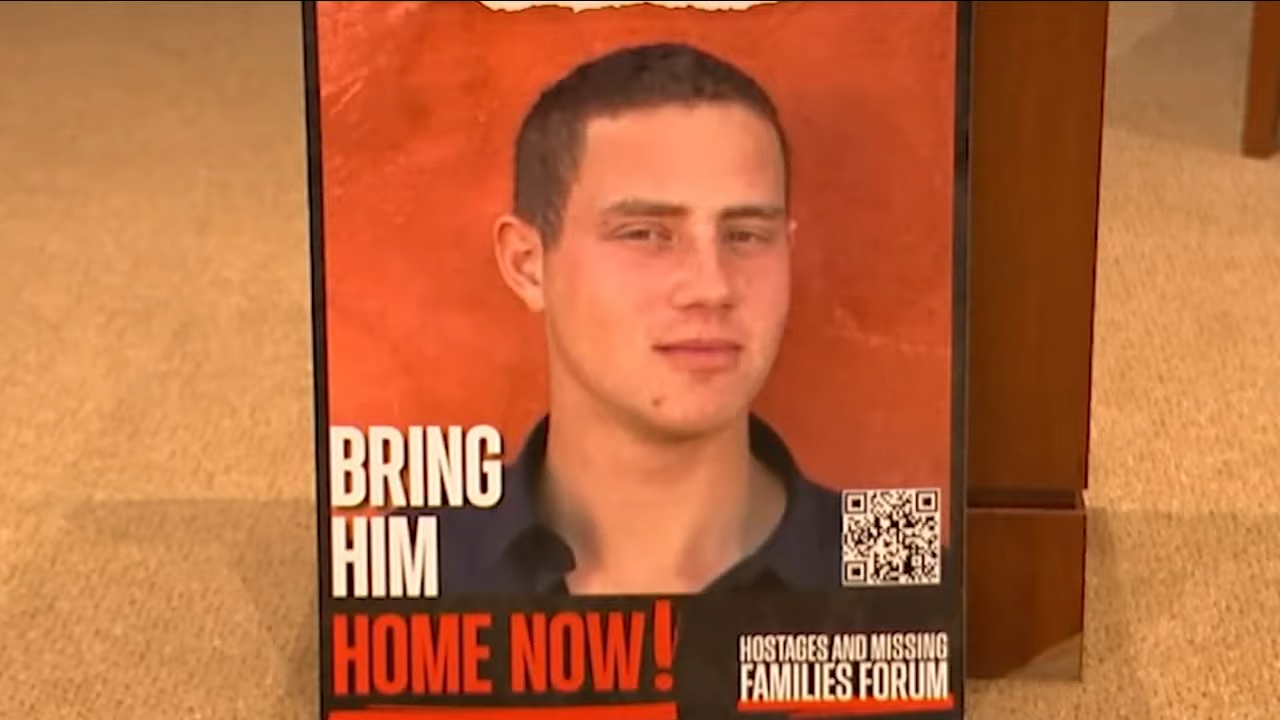 BRING
HIM
HOME NOW!
HOSTAGES AND MISSING
FAMILIES FORUM